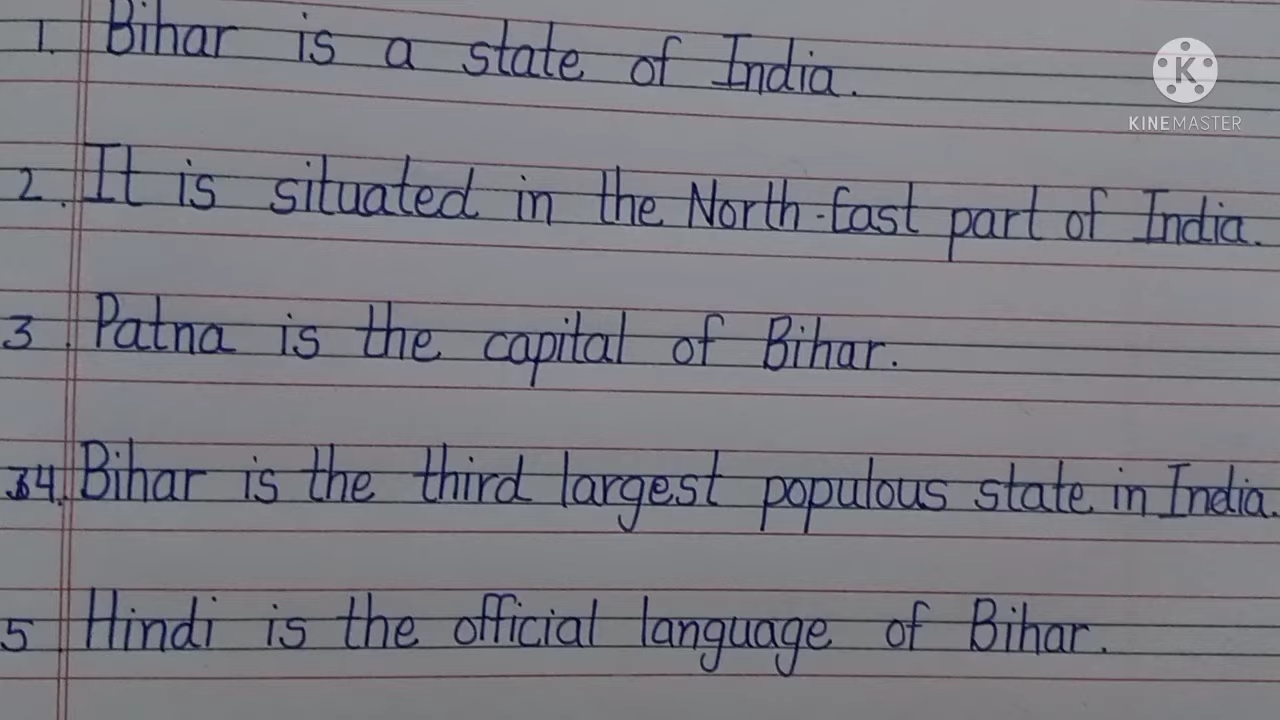 1. Bihar is a state of India.
K
KINEMASTER
2. It is situated in the North-East part of India.
3. Patna is the capital of Bihar.
4. Bihar is the third largest populous state in India.
5. Hindi is the official language of Bihar.